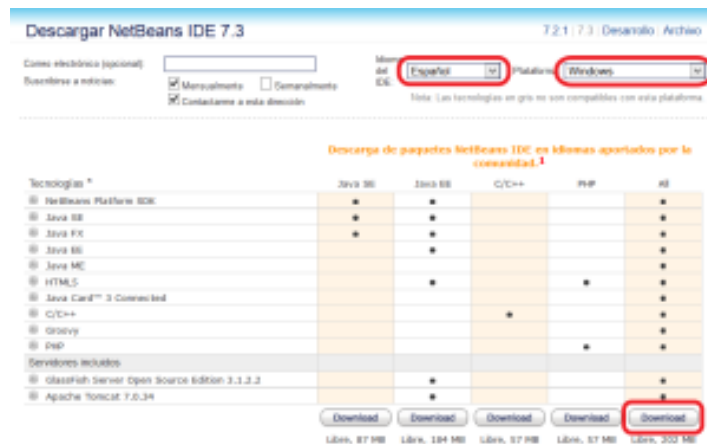 Descargar NetBeans IDE 7.3
7.2.1 | 7.3 | Desarrollo | Archivo
Correo electrónico (opcional):
Idioma del IDE:
Español
Plataforma:
Windows
Suscribirse a noticias:
Mensualmente
Semanalmente
Contactarme a esta dirección
Nota: Las tecnologías en gris no son compatibles con esta plataforma.
Descarga de paquetes NetBeans IDE en idiomas aportados por la
comunidad.1
Tecnologías *
Java SE
Java EE
C/C++
PHP
All
NetBeans Platform SDK
Java SE
Java FX
Java EE
Java ME
HTML5
Java Card™ 3 Connected
C/C++
Groovy
PHP
Servidores incluidos
GlassFish Server Open Source Edition 3.1.2.2
Apache Tomcat 7.0.34
Download Download Download Download Download
Libre, 87 MB Libre, 184 MB Libre, 57 MB Libre, 57 MB Libre, 202 MB